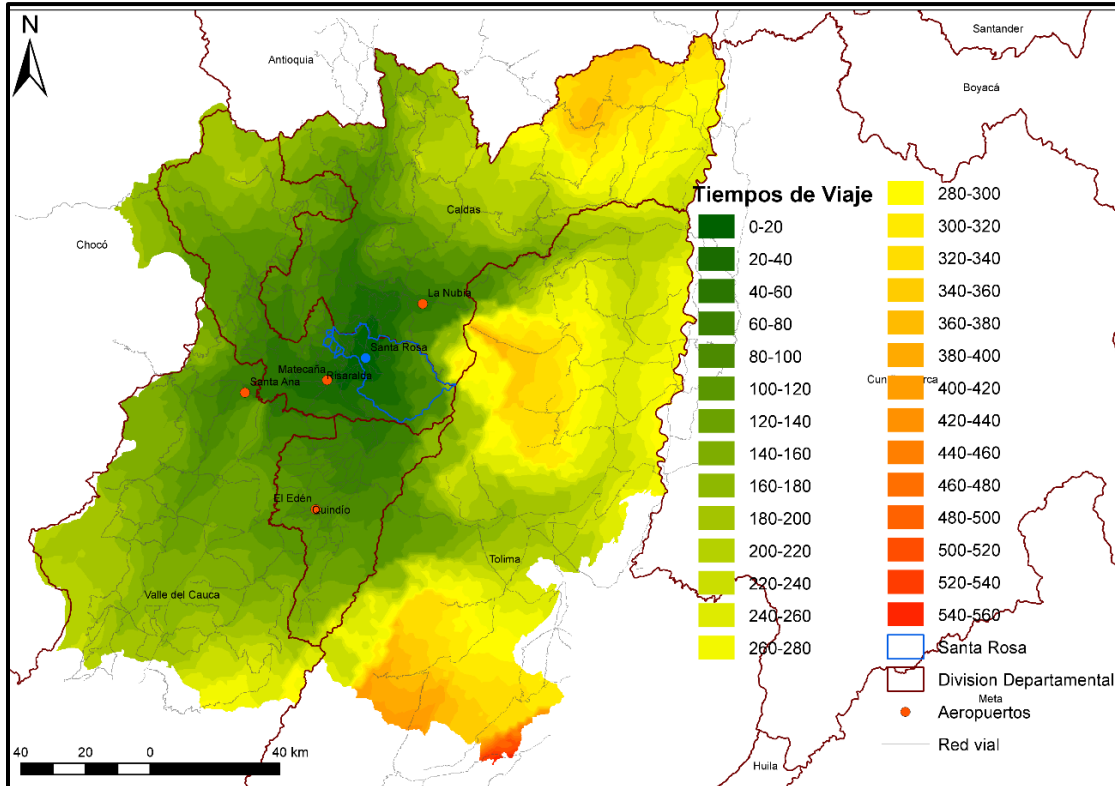 N
Santander
Antioquia
Boyacá
Chocó
Caldas
La Nubia
Santa Rosa
Matecaña
Risaralda
Santa Ana
El Edén
Quindío
Tolima
Valle del Cauca
Meta
Huila
Tiempos de Viaje
0-20
20-40
40-60
60-80
80-100
100-120
120-140
140-160
160-180
180-200
200-220
220-240
240-260
260-280
280-300
300-320
320-340
340-360
360-380
380-400
400-420
420-440
440-460
460-480
480-500
500-520
520-540
540-560
Santa Rosa
Division Departamental
Aeropuertos
Red vial
40 20 0 40 km